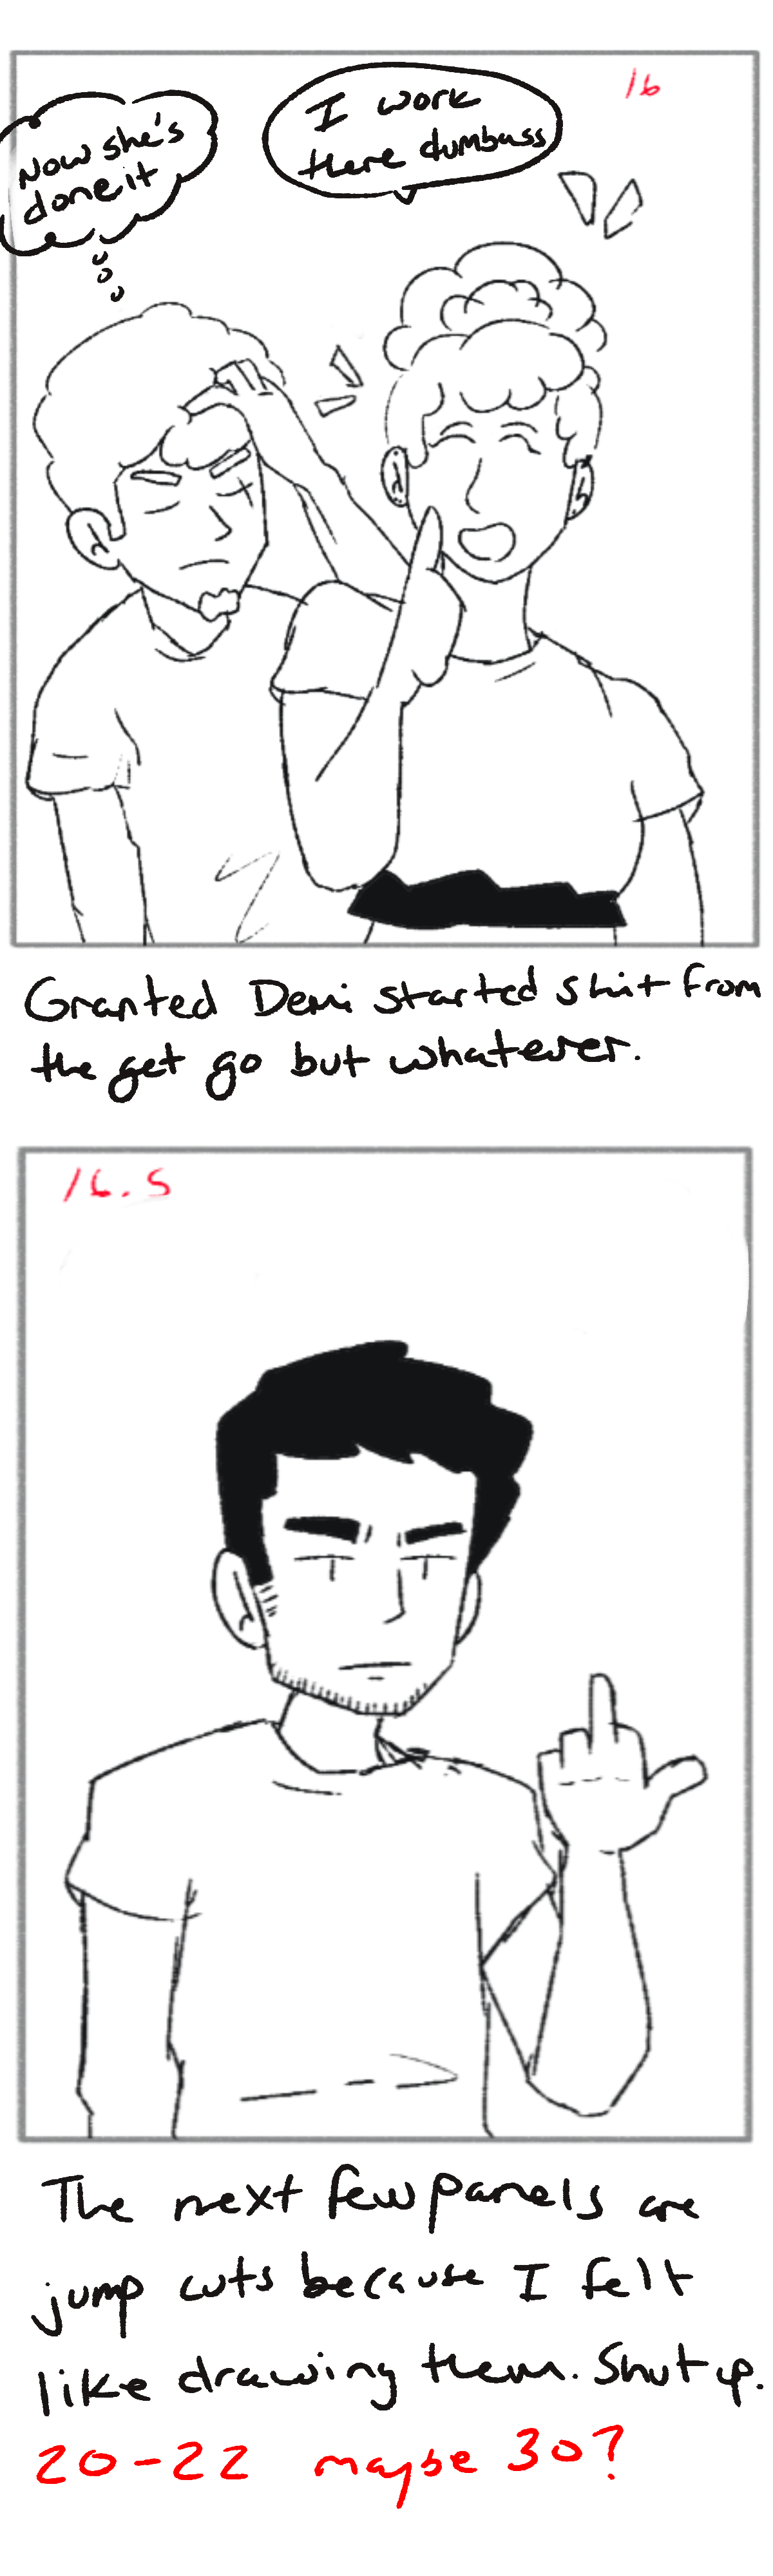 16
Now she's
done it
I work
there dumbass
Granted Demi started shit from
the get go but whatever.
16.5
The next few panels are
jump cuts because I felt
like drawing them. Shut up.
20-22 maybe 30?